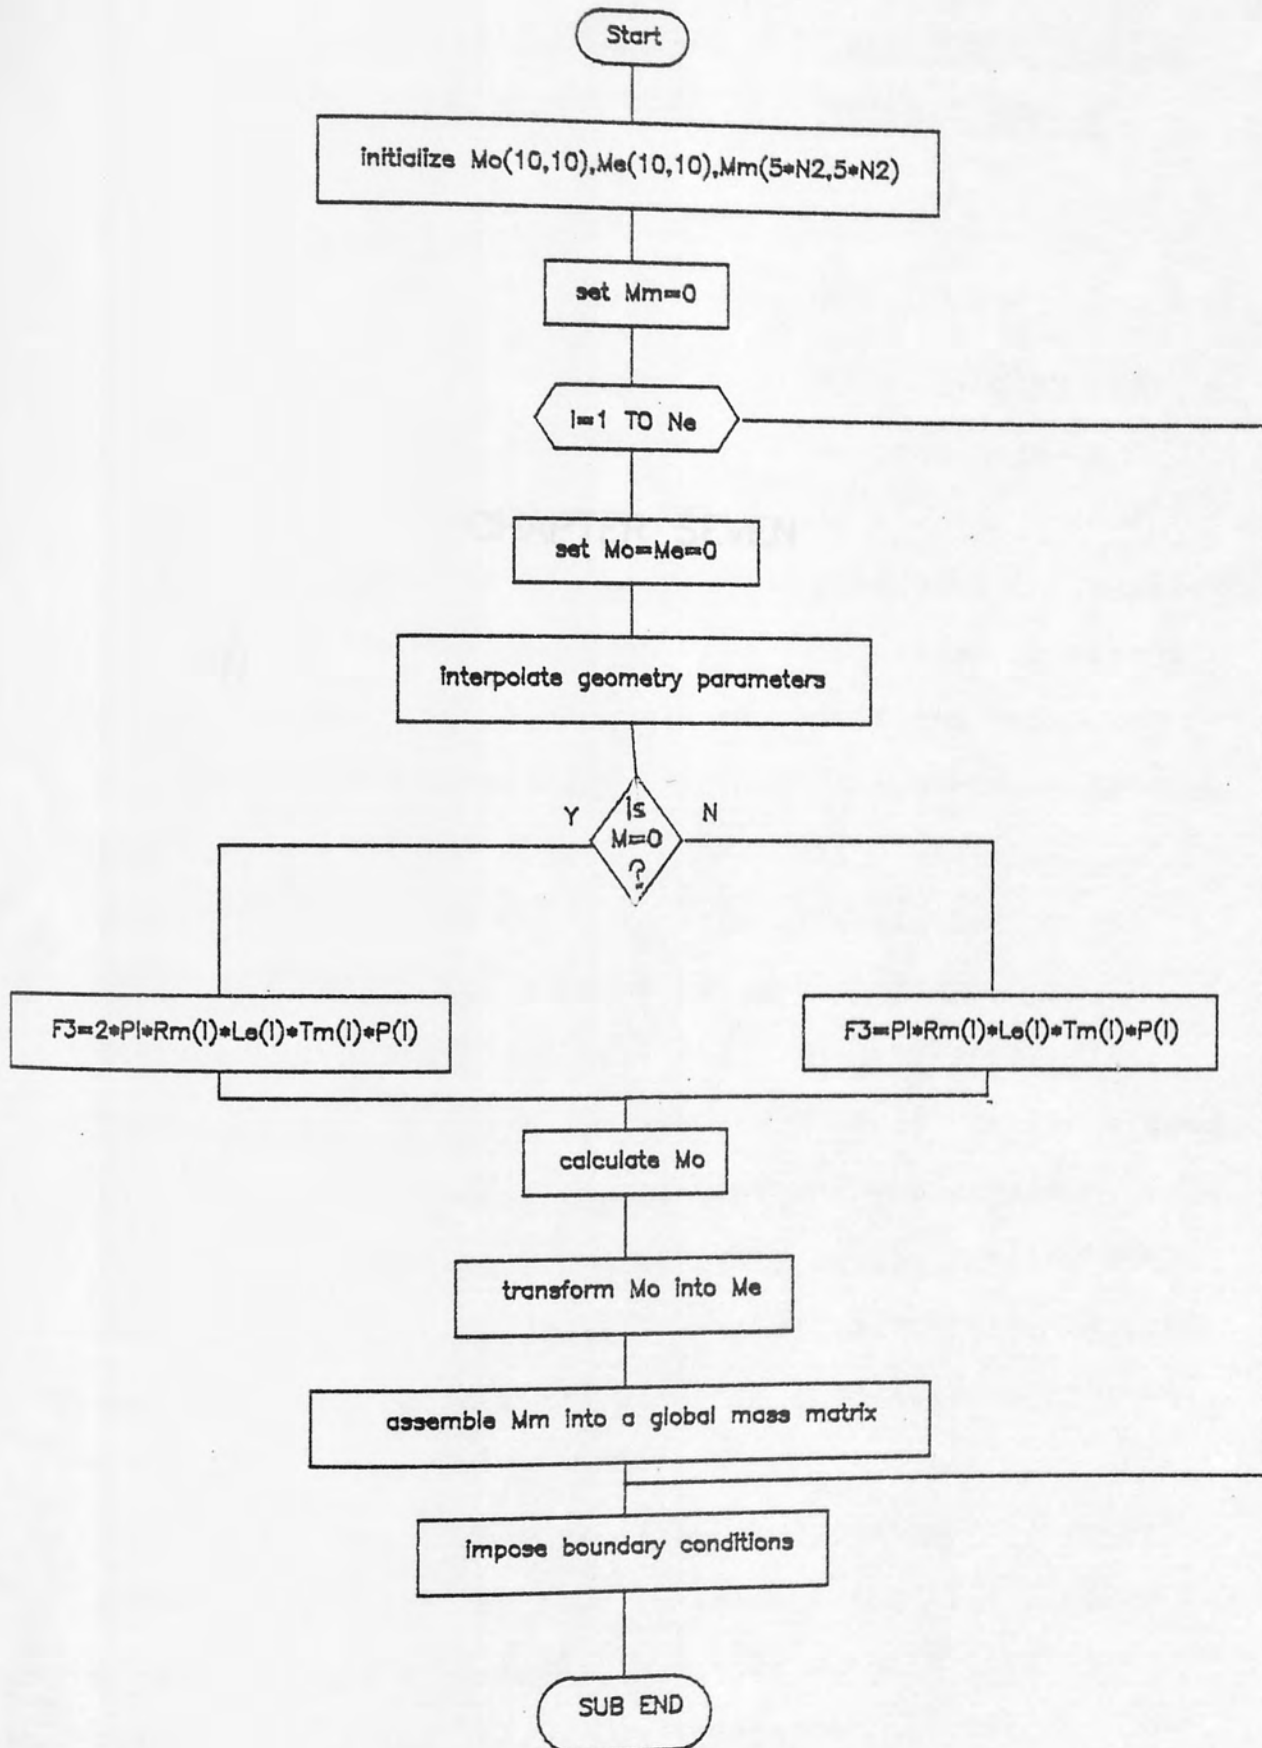 Start
initialize Mo(10,10),Me(10,10),Mm(5*N2,5*N2)
set Mm=0
I=1 TO Ne
set Mo=Me=0
interpolate geometry parameters
Y
Is
M=0
?
N
F3=2*PI*Rm(I)*Le(I)*Tm(I)*P(I)
F3=PI*Rm(I)*Le(I)*Tm(I)*P(I)
calculate Mo
transform Mo into Me
assemble Mm into a global mass matrix
impose boundary conditions
SUB END